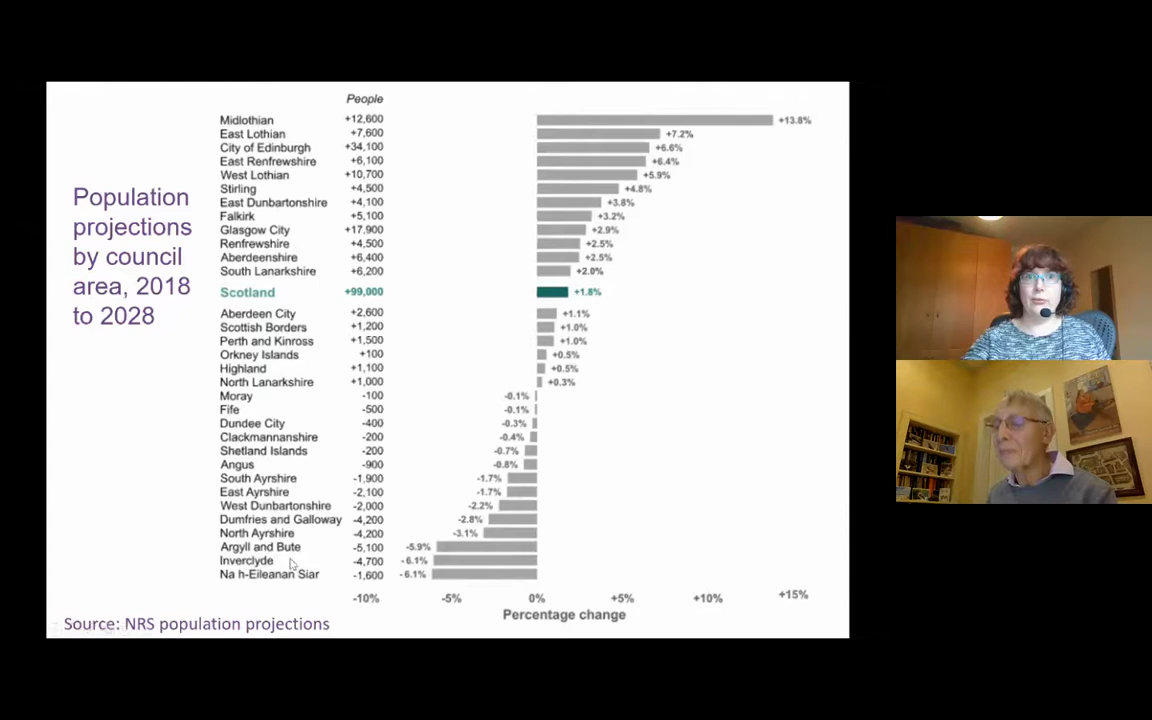 Population
projections
by council
area, 2018
to 2028
People
Midlothian +12,600 +13.8%
East Lothian +7,600 +7.2%
City of Edinburgh +34,100 +6.6%
East Renfrewshire +6,100 +6.4%
West Lothian +10,700 +5.9%
Stirling +4,500 +4.8%
East Dunbartonshire +4,100 +3.8%
Falkirk +5,100 +3.2%
Glasgow City +17,900 +2.9%
Renfrewshire +4,500 +2.5%
Aberdeenshire +6,400 +2.5%
South Lanarkshire +6,200 +2.0%
Scotland +99,000 +1.8%
Aberdeen City +2,600 +1.1%
Scottish Borders +1,200 +1.0%
Perth and Kinross +1,500 +1.0%
Orkney Islands +100 +0.5%
Highland +1,100 +0.5%
North Lanarkshire +1,000 +0.3%
Moray -100 -0.1%
Fife -500 -0.1%
Dundee City -400 -0.3%
Clackmannanshire -200 -0.4%
Shetland Islands -200 -0.7%
Angus -900 -0.8%
South Ayrshire -1,900 -1.7%
East Ayrshire -2,100 -1.7%
West Dunbartonshire -2,000 -2.2%
Dumfries and Galloway -4,200 -2.8%
North Ayrshire -4,200 -3.1%
Argyll and Bute -5,100 -5.9%
Inverclyde -4,700 -6.1%
Na h-Eileanan Siar -1,600 -6.1%
-10% -5% 0% +5% +10% +15%
Percentage change
Source: NRS population projections